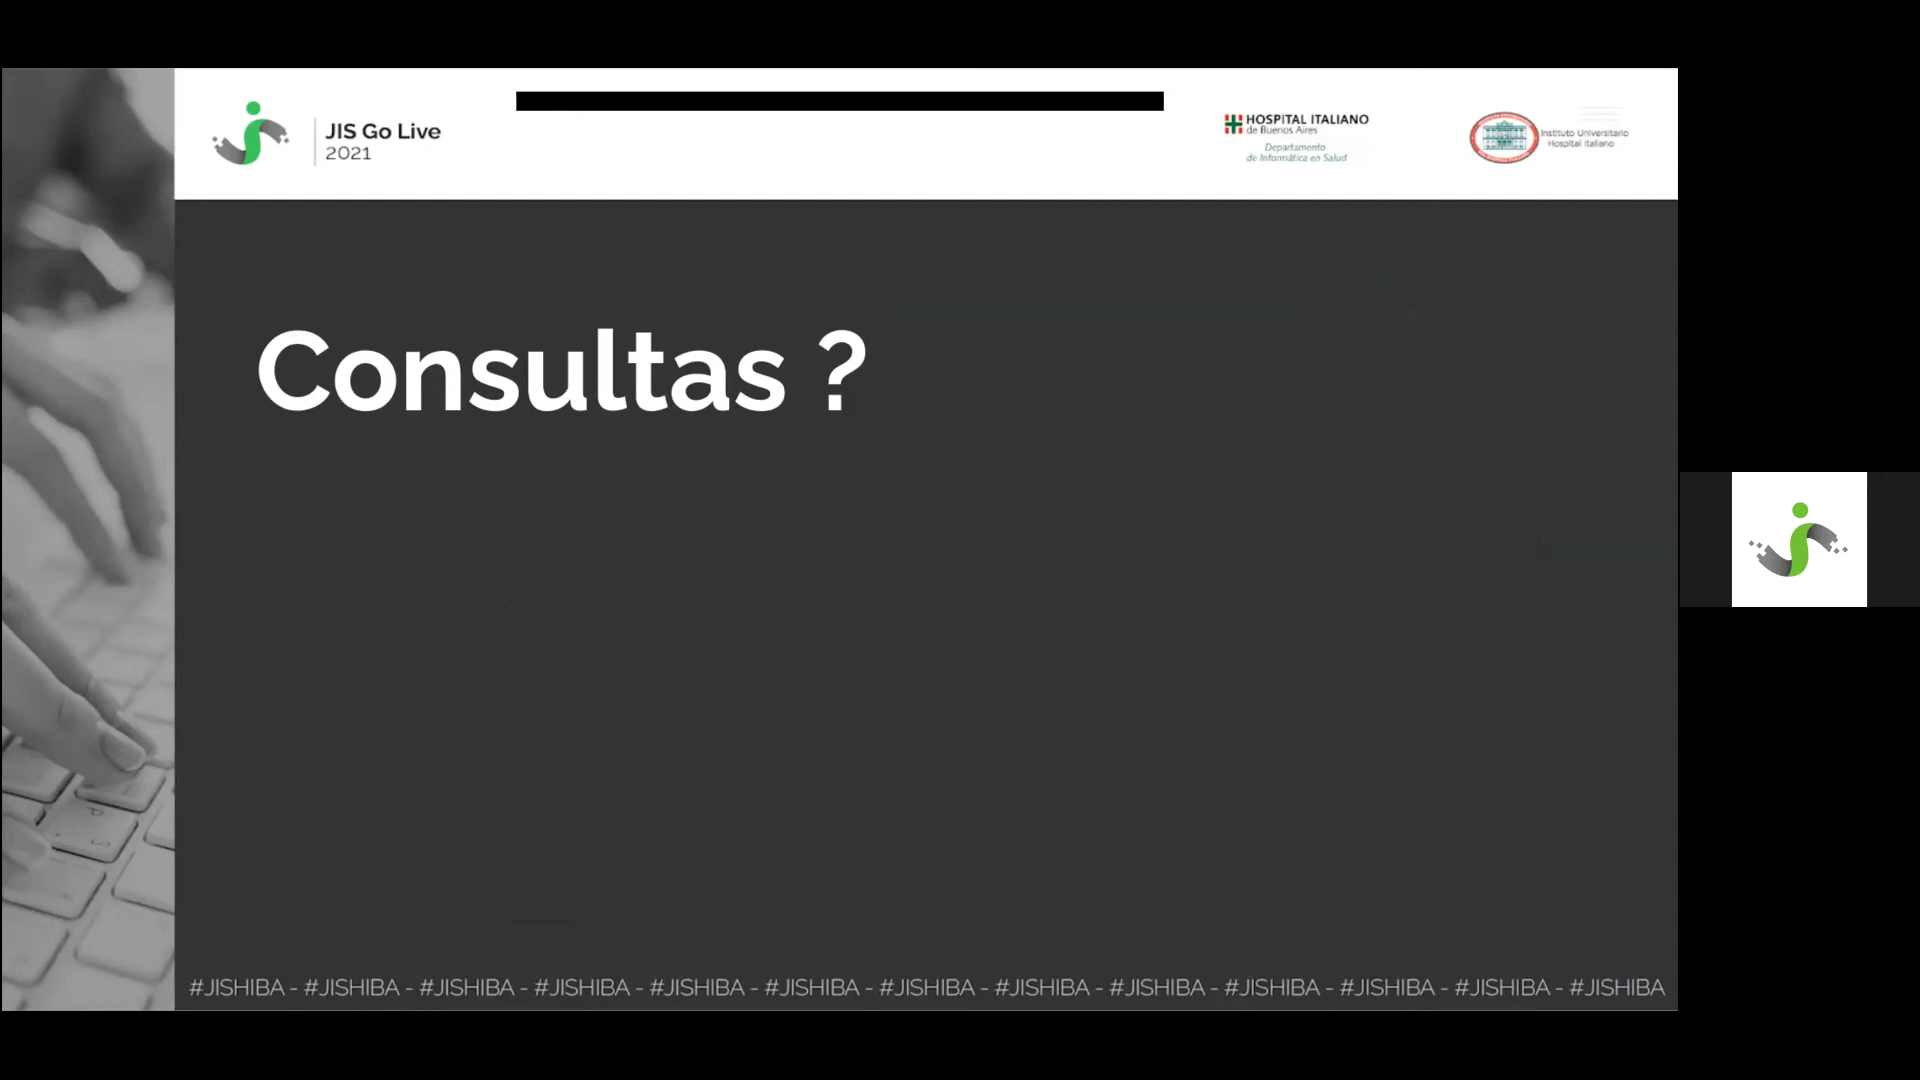 JIS Go Live
2021
HOSPITAL ITALIANO
de Buenos Aires
Departamento
de Informática en Salud
Instituto Universitario
Hospital Italiano
Consultas ?
#JISHIBA - #JISHIBA - #JISHIBA - #JISHIBA - #JISHIBA - #JISHIBA - #JISHIBA - #JISHIBA - #JISHIBA - #JISHIBA - #JISHIBA - #JISHIBA - #JISHIBA